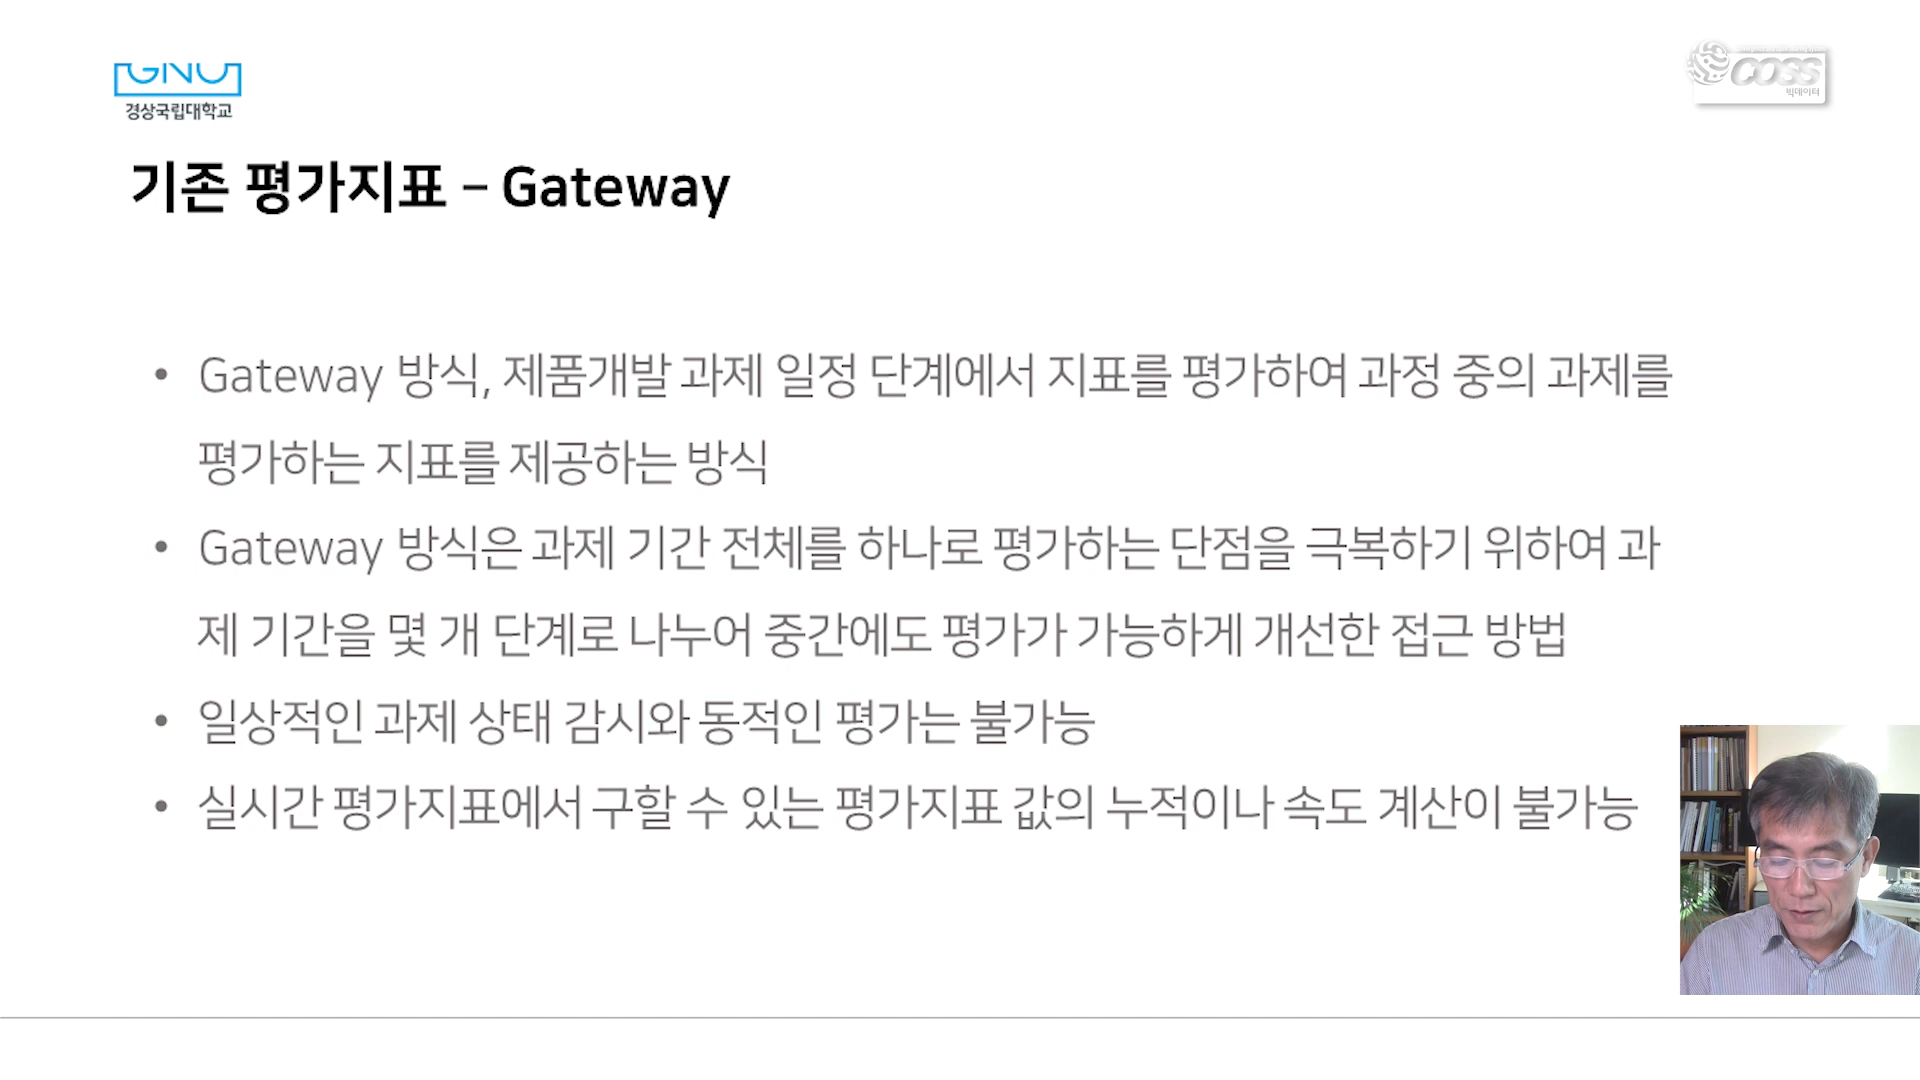 GNU
경상국립대학교
COSS
빅데이터
기존 평가지표 – Gateway
• Gateway 방식, 제품개발 과제 일정 단계에서 지표를 평가하여 과정 중의 과제를
평가하는 지표를 제공하는 방식
• Gateway 방식은 과제 기간 전체를 하나로 평가하는 단점을 극복하기 위하여 과
제 기간을 몇 개 단계로 나누어 중간에도 평가가 가능하게 개선한 접근 방법
• 일상적인 과제 상태 감시와 동적인 평가는 불가능
• 실시간 평가지표에서 구할 수 있는 평가지표 값의 누적이나 속도 계산이 불가능